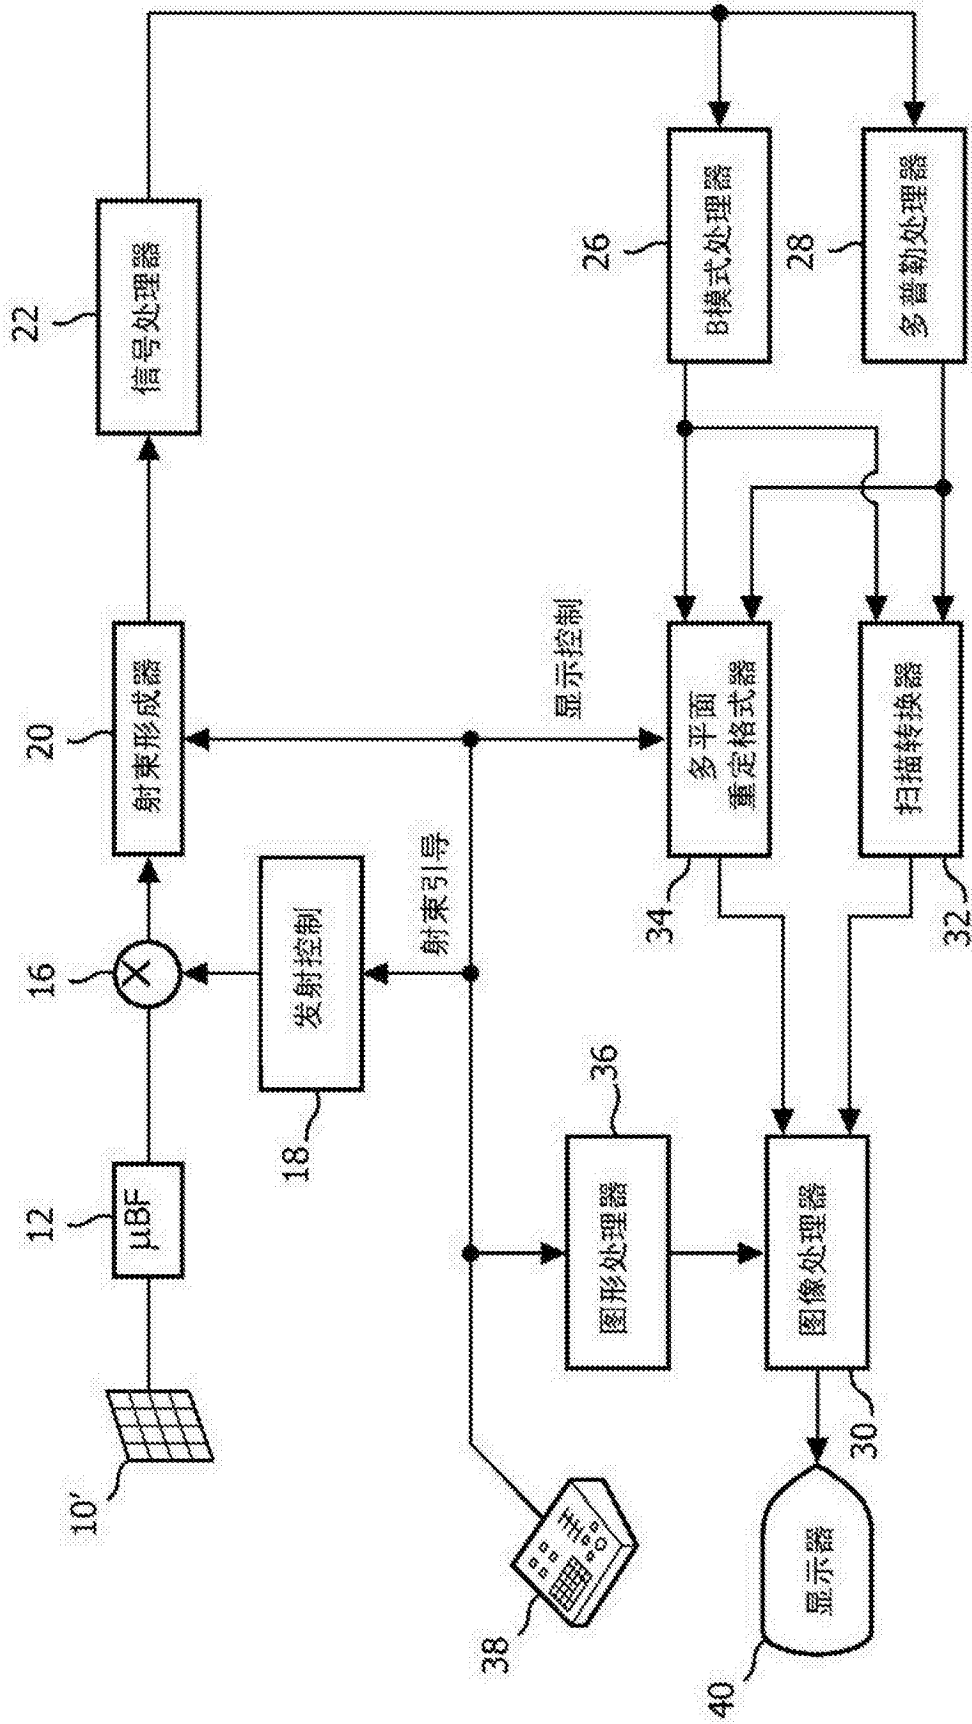 10′
12
μBF
16
X
20
射束形成器
22
信号处理器
18
发射控制
射束引导
显示控制
26
B模式处理器
28
多普勒处理器
34
多平面
重定格式器
32
扫描转换器
36
图形处理器
30
图像处理器
38
40
显示器